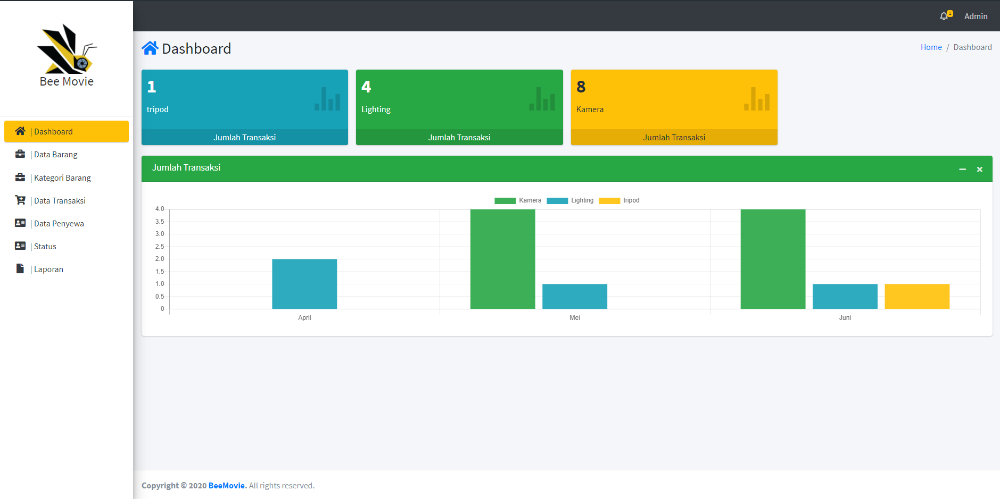 Bee Movie
| Dashboard
| Data Barang
| Kategori Barang
| Data Transaksi
| Data Penyewa
| Status
| Laporan
2
Admin
Dashboard
Home / Dashboard
1
tripod
Jumlah Transaksi
4
Lighting
Jumlah Transaksi
8
Kamera
Jumlah Transaksi
Jumlah Transaksi
Kamera Lighting tripod
4.0
3.5
3.0
2.5
2.0
1.5
1.0
0.5
0
April Mei Juni
Copyright © 2020 BeeMovie. All rights reserved.